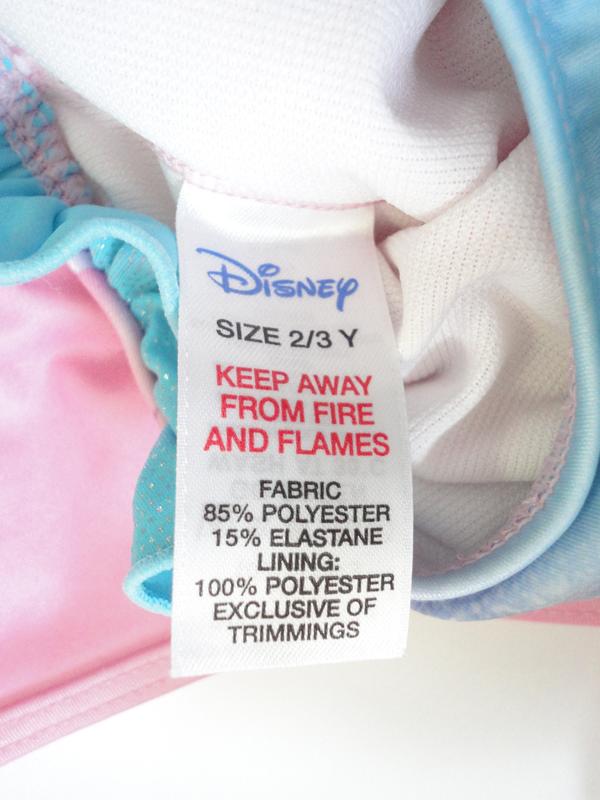 Disney
SIZE 2/3 Y
KEEP AWAY
FROM FIRE
AND FLAMES
FABRIC
85% POLYESTER
15% ELASTANE
LINING:
100% POLYESTER
EXCLUSIVE OF
TRIMMINGS